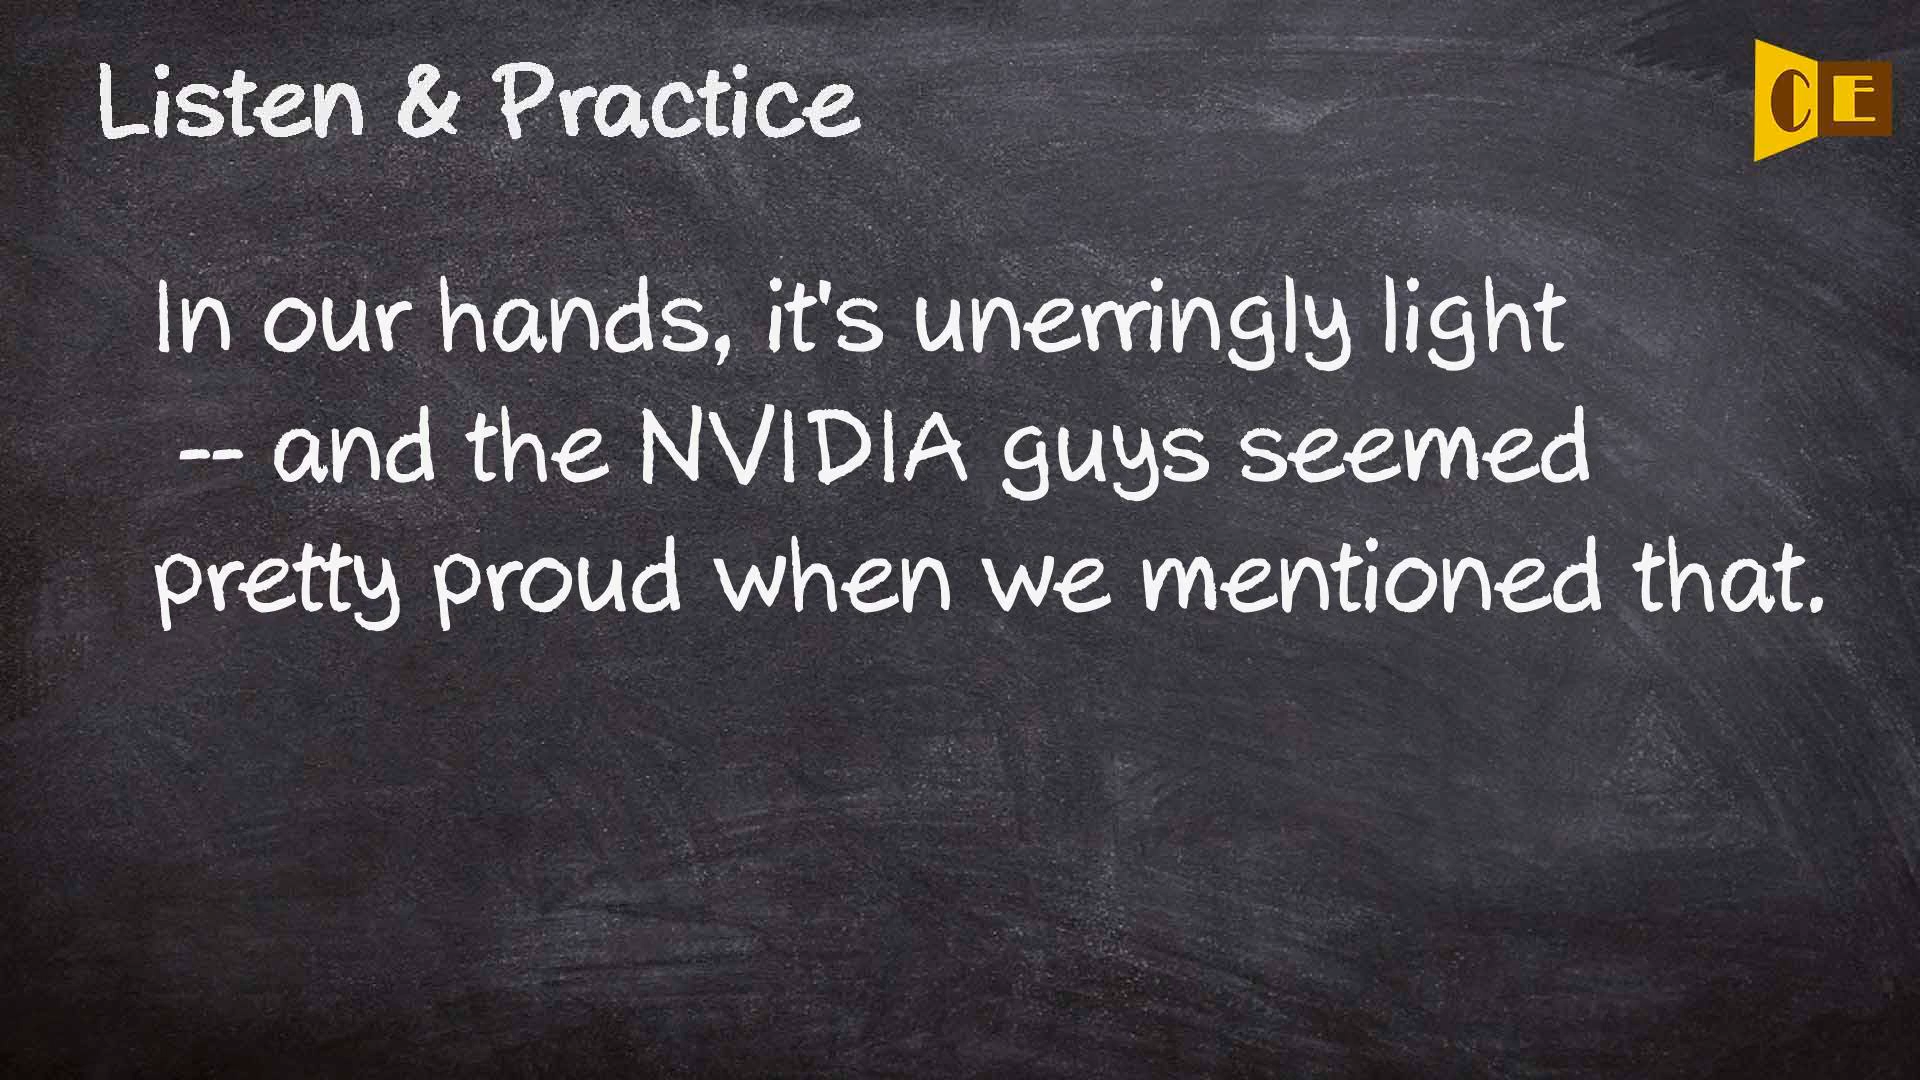 Listen & Practice
CE
In our hands, it's unerringly light
-- and the NVIDIA guys seemed
pretty proud when we mentioned that.